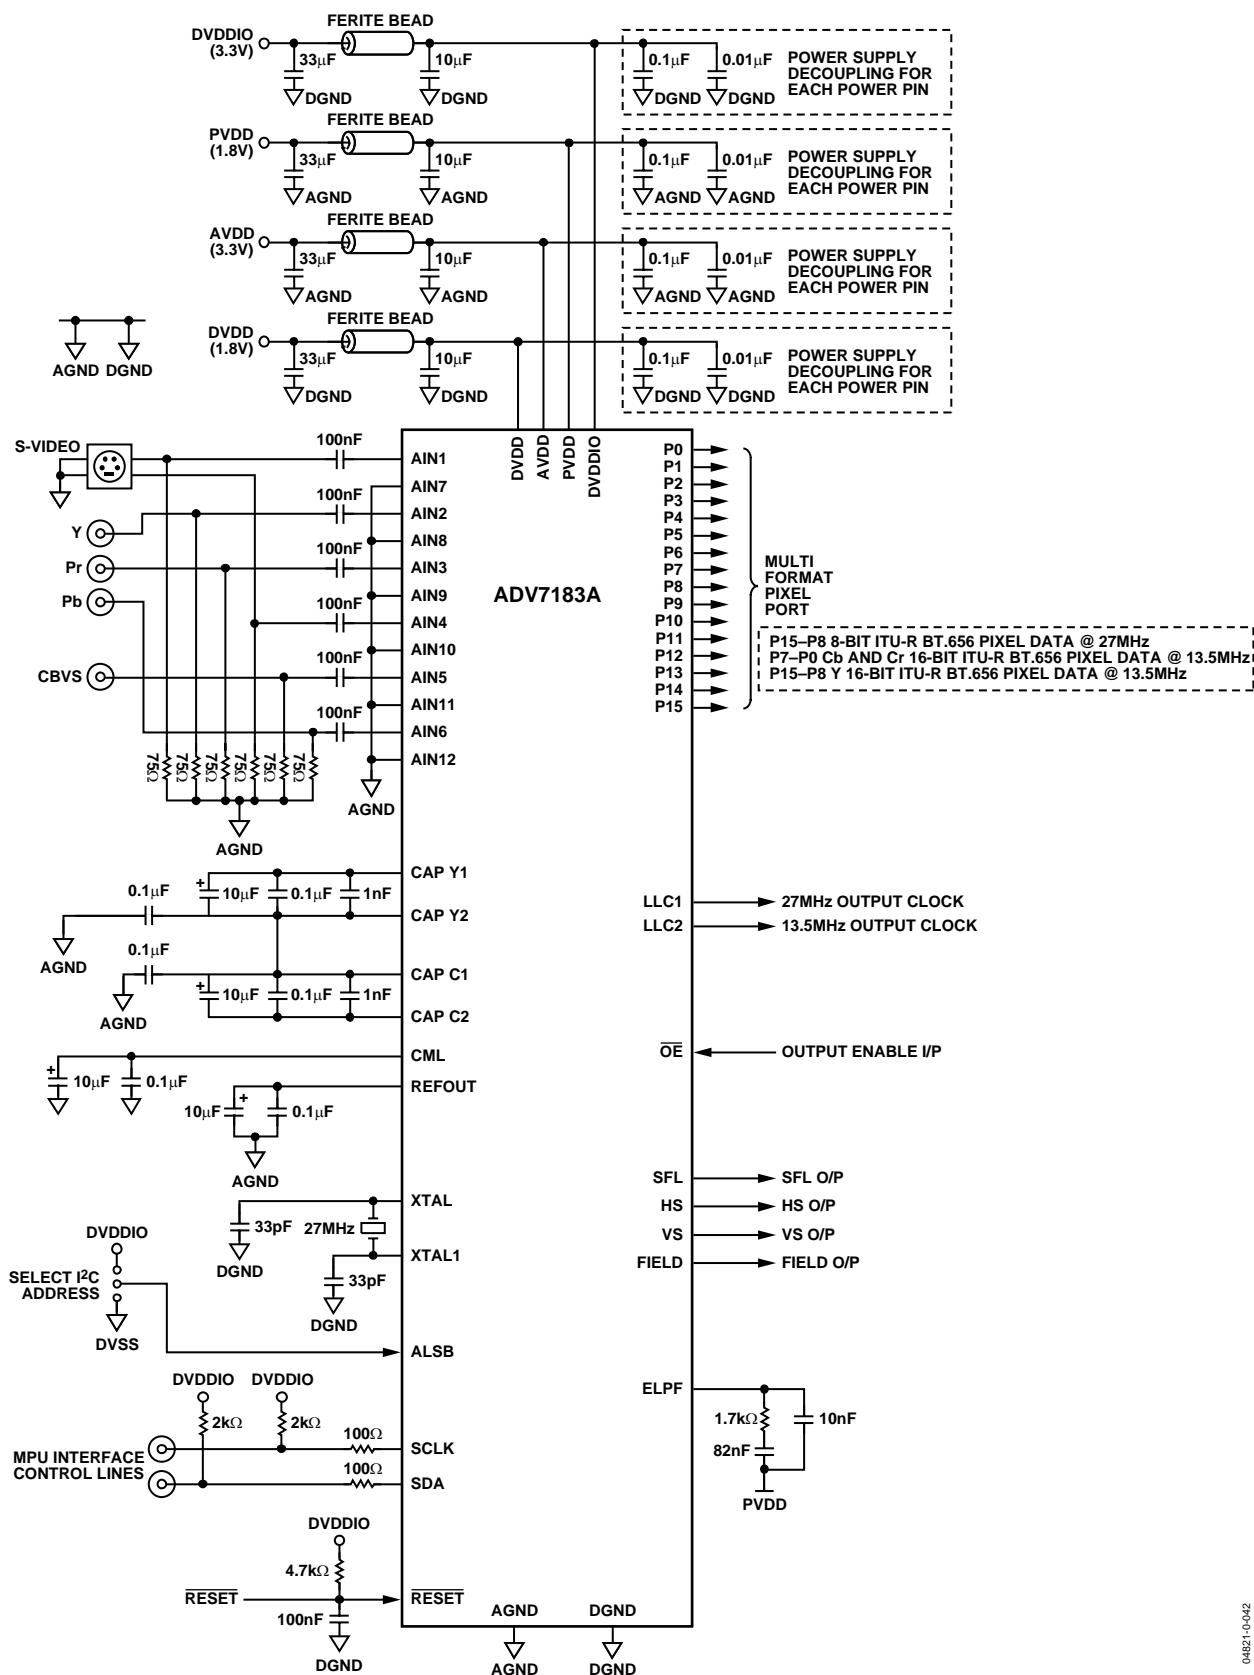 FERITE BEAD
DVDDIO
(3.3V)
33µF
10µF
0.1µF
0.01µF
POWER SUPPLY
DECOUPLING FOR
EACH POWER PIN
DGND
DGND
DGND
DGND
FERITE BEAD
PVDD
(1.8V)
33µF
10µF
0.1µF
0.01µF
POWER SUPPLY
DECOUPLING FOR
EACH POWER PIN
AGND
AGND
AGND
AGND
FERITE BEAD
AVDD
(3.3V)
33µF
10µF
0.1µF
0.01µF
POWER SUPPLY
DECOUPLING FOR
EACH POWER PIN
AGND
AGND
AGND
AGND
FERITE BEAD
DVDD
(1.8V)
33µF
10µF
0.1µF
0.01µF
POWER SUPPLY
DECOUPLING FOR
EACH POWER PIN
DGND
DGND
DGND
DGND
AGND DGND
S-VIDEO
Y
Pr
Pb
CBVS
100nF
100nF
100nF
100nF
100nF
100nF
75Ω
75Ω
75Ω
75Ω
75Ω
75Ω
AGND
AGND
DVDD
AVDD
PVDD
DVDDIO
AIN1
AIN7
AIN2
AIN8
AIN3
AIN9
AIN4
AIN10
AIN5
AIN11
AIN6
AIN12
ADV7183A
P0
P1
P2
P3
P4
P5
P6
P7
P8
P9
P10
P11
P12
P13
P14
P15
MULTI
FORMAT
PIXEL
PORT
P15–P8 8-BIT ITU-R BT.656 PIXEL DATA @ 27MHz
P7–P0 Cb AND Cr 16-BIT ITU-R BT.656 PIXEL DATA @ 13.5MHz
P15–P8 Y 16-BIT ITU-R BT.656 PIXEL DATA @ 13.5MHz
CAP Y1
0.1µF
+
10µF
0.1µF
1nF
CAP Y2
AGND
0.1µF
CAP C1
+
10µF
0.1µF
1nF
CAP C2
AGND
LLC1
27MHz OUTPUT CLOCK
LLC2
13.5MHz OUTPUT CLOCK
CML
+
10µF
0.1µF
REFOUT
+
10µF
0.1µF
AGND
OE
OUTPUT ENABLE I/P
SFL
SFL O/P
HS
HS O/P
VS
VS O/P
FIELD
FIELD O/P
XTAL
33pF
27MHz
XTAL1
DGND
33pF
DGND
DVDDIO
SELECT I²C
ADDRESS
DVSS
ALSB
DVDDIO
DVDDIO
2kΩ
2kΩ
100Ω
SCLK
MPU INTERFACE
CONTROL LINES
100Ω
SDA
ELPF
1.7kΩ
10nF
82nF
PVDD
DVDDIO
4.7kΩ
RESET
RESET
100nF
DGND
AGND
DGND
AGND
DGND
04821-0-042